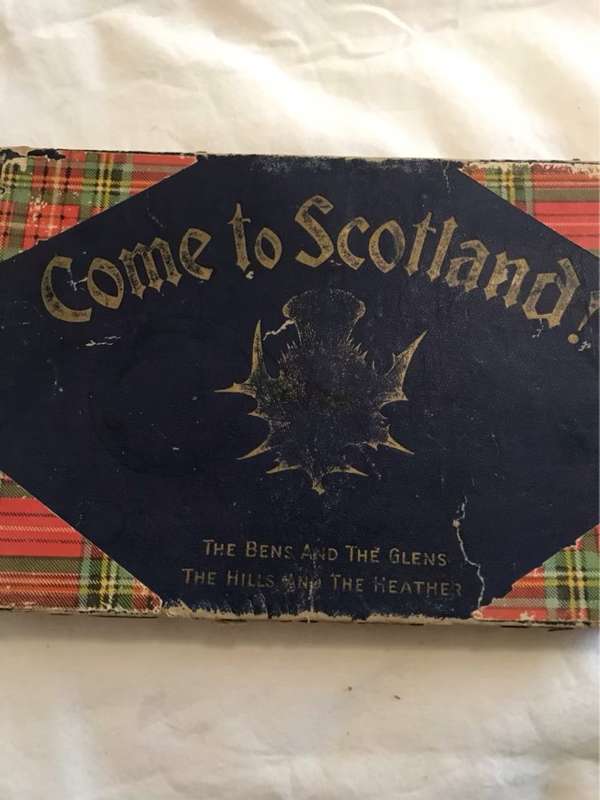 Come to Scotland!
THE BENS AND THE GLENS
THE HILLS AND THE HEATHER